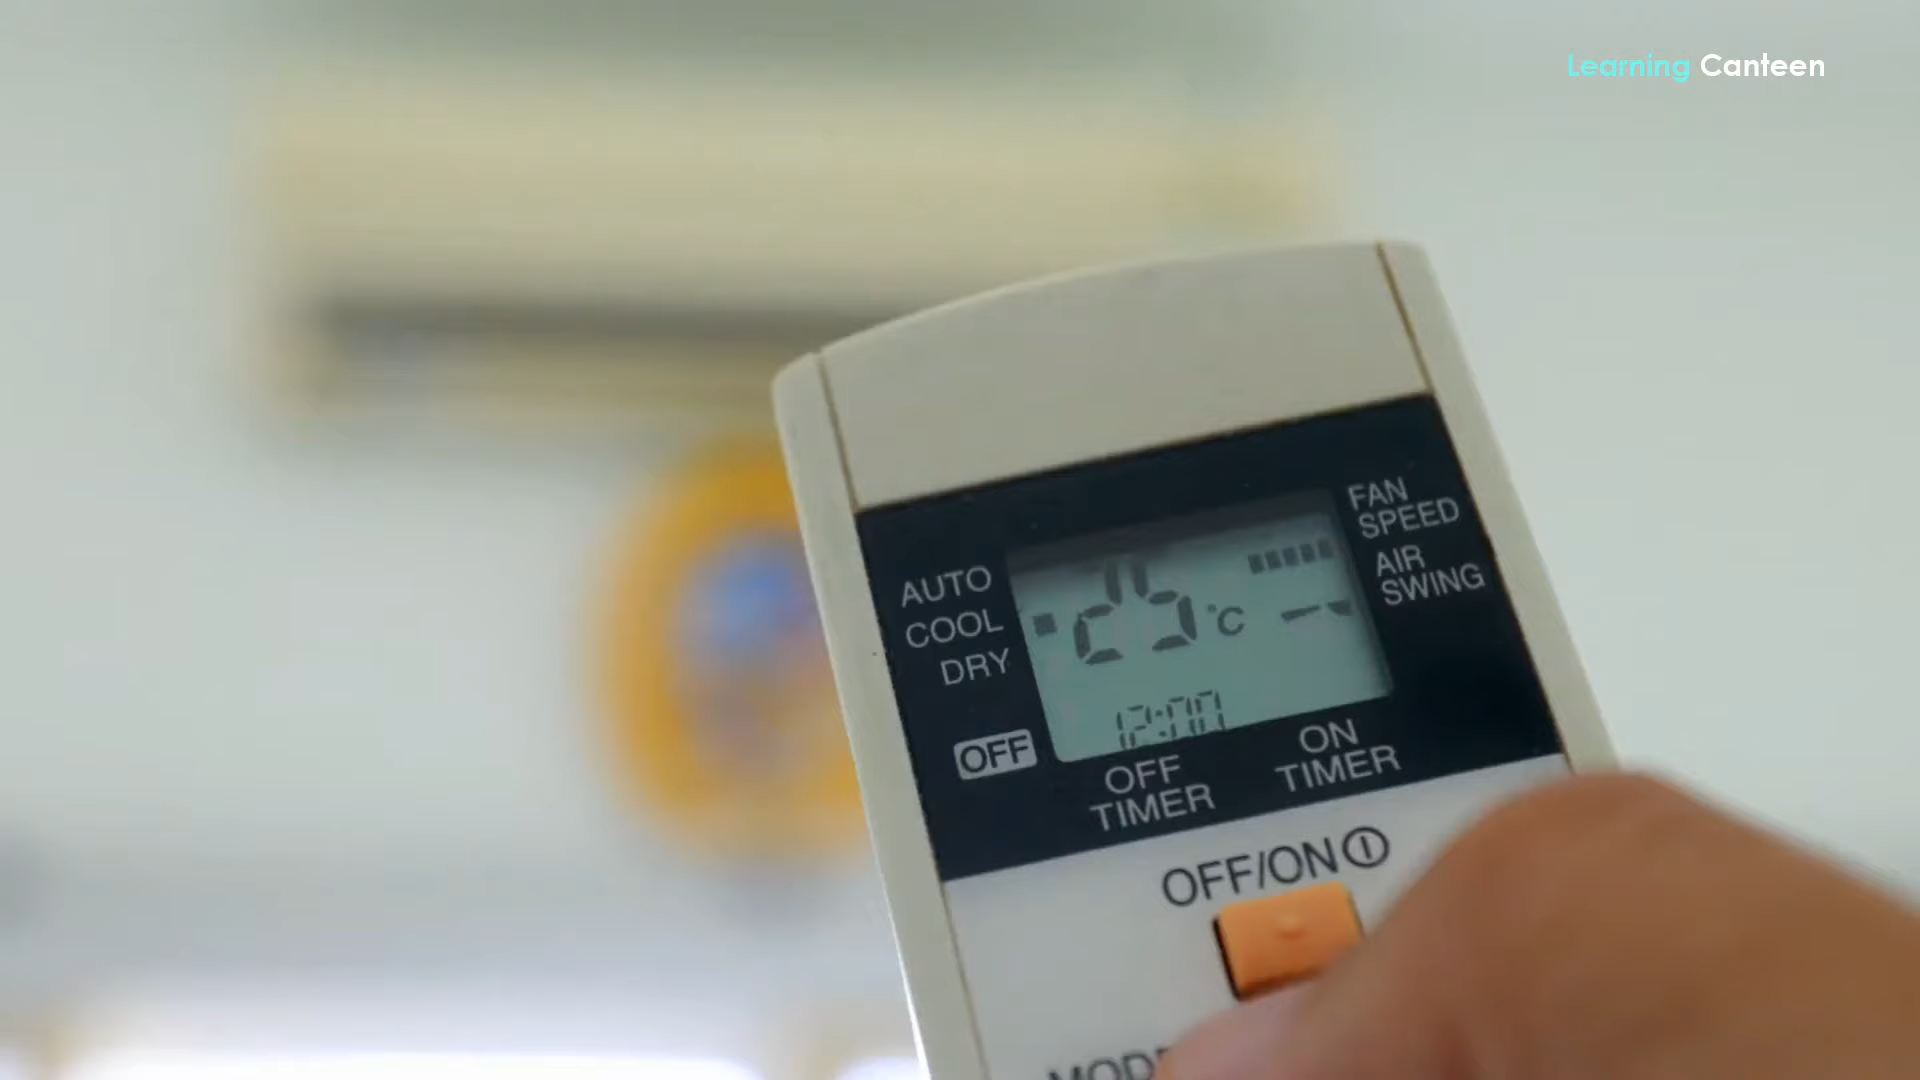 Learning Canteen
FAN
SPEED
AIR
SWING
AUTO
COOL
DRY
OFF
25 °C
12:00
OFF
TIMER
ON
TIMER
OFF/ON